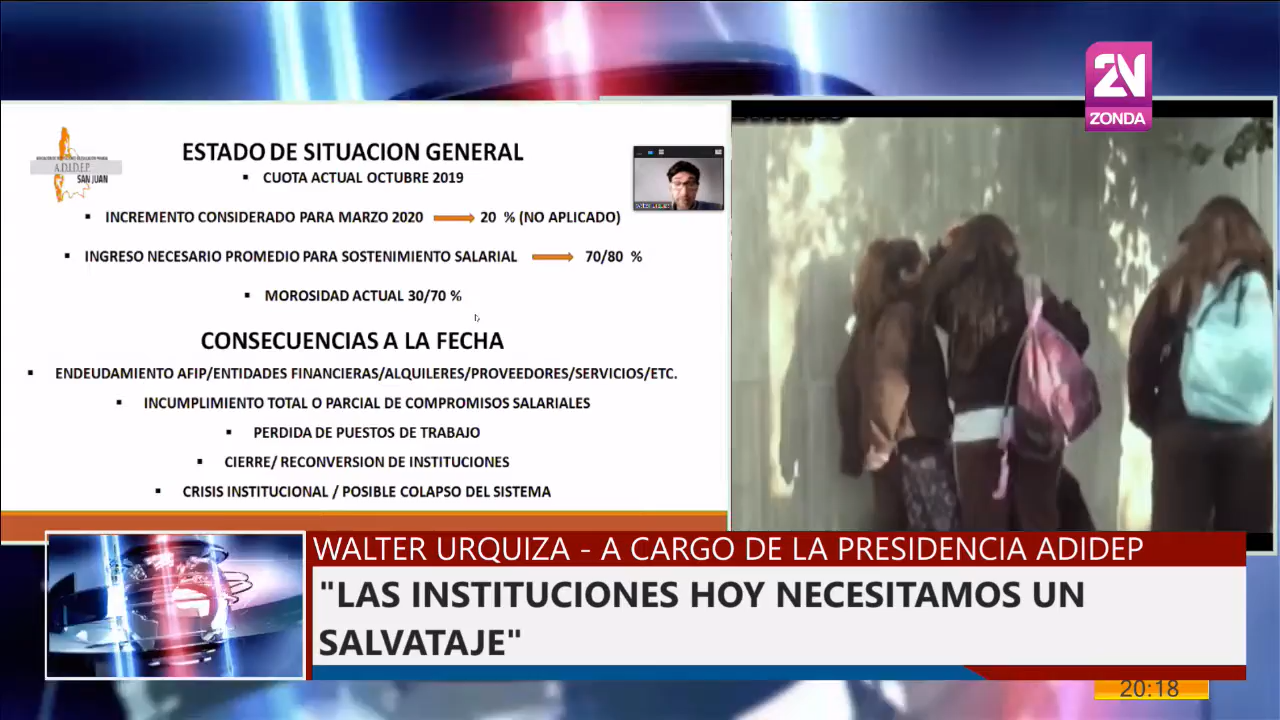 ZONDA
ADIDEP
SAN JUAN
ESTADO DE SITUACION GENERAL
▪ CUOTA ACTUAL OCTUBRE 2019
▪ INCREMENTO CONSIDERADO PARA MARZO 2020 → 20 % (NO APLICADO)
▪ INGRESO NECESARIO PROMEDIO PARA SOSTENIMIENTO SALARIAL → 70/80 %
▪ MOROSIDAD ACTUAL 30/70 %
CONSECUENCIAS A LA FECHA
▪ ENDEUDAMIENTO AFIP/ENTIDADES FINANCIERAS/ALQUILERES/PROVEEDORES/SERVICIOS/ETC.
▪ INCUMPLIMIENTO TOTAL O PARCIAL DE COMPROMISOS SALARIALES
▪ PERDIDA DE PUESTOS DE TRABAJO
▪ CIERRE/ RECONVERSION DE INSTITUCIONES
▪ CRISIS INSTITUCIONAL / POSIBLE COLAPSO DEL SISTEMA
WALTER URQUIZA - A CARGO DE LA PRESIDENCIA ADIDEP
"LAS INSTITUCIONES HOY NECESITAMOS UN
SALVATAJE"
20:18